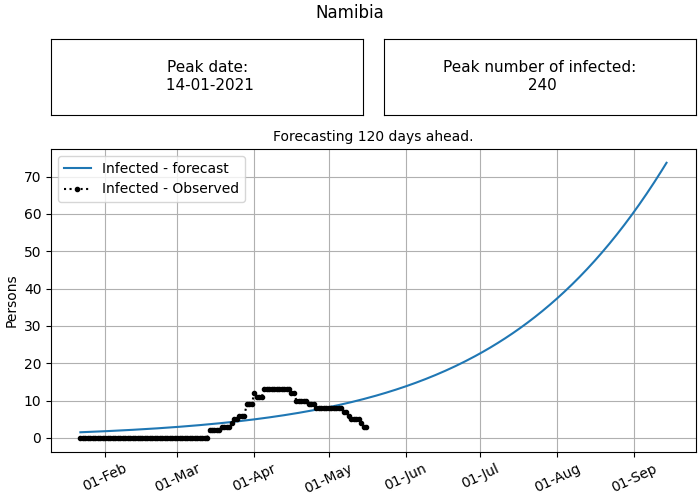 Namibia
Peak date:
14-01-2021
Peak number of infected:
240
Forecasting 120 days ahead.
Infected - forecast
Infected - Observed
Persons
70
60
50
40
30
20
10
0
01-Feb
01-Mar
01-Apr
01-May
01-Jun
01-Jul
01-Aug
01-Sep